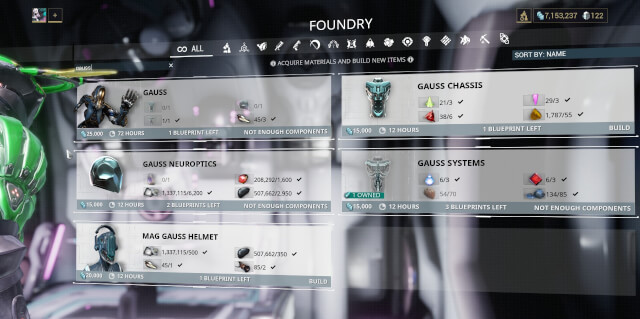 FOUNDRY
7,153,237 122
ALL
SORT BY: NAME
ACQUIRE MATERIALS AND BUILD NEW ITEMS
GAUSS
0/1 0/1
1/1 45/3
25,000 72 HOURS 1 BLUEPRINT LEFT NOT ENOUGH COMPONENTS
GAUSS CHASSIS
21/3 29/3
38/6 1,787/55
15,000 12 HOURS 1 BLUEPRINT LEFT BUILD
GAUSS NEUROPTICS
0/1 208,292/1,600
1,337,115/6,200 507,662/2,950
15,000 12 HOURS 3 BLUEPRINTS LEFT NOT ENOUGH COMPONENTS
GAUSS SYSTEMS
6/3 6/3
54/70 134/85
1 OWNED
15,000 12 HOURS 3 BLUEPRINTS LEFT NOT ENOUGH COMPONENTS
MAG GAUSS HELMET
1,337,115/500 507,662/350
45/1 85/2
20,000 12 HOURS 1 BLUEPRINT LEFT BUILD